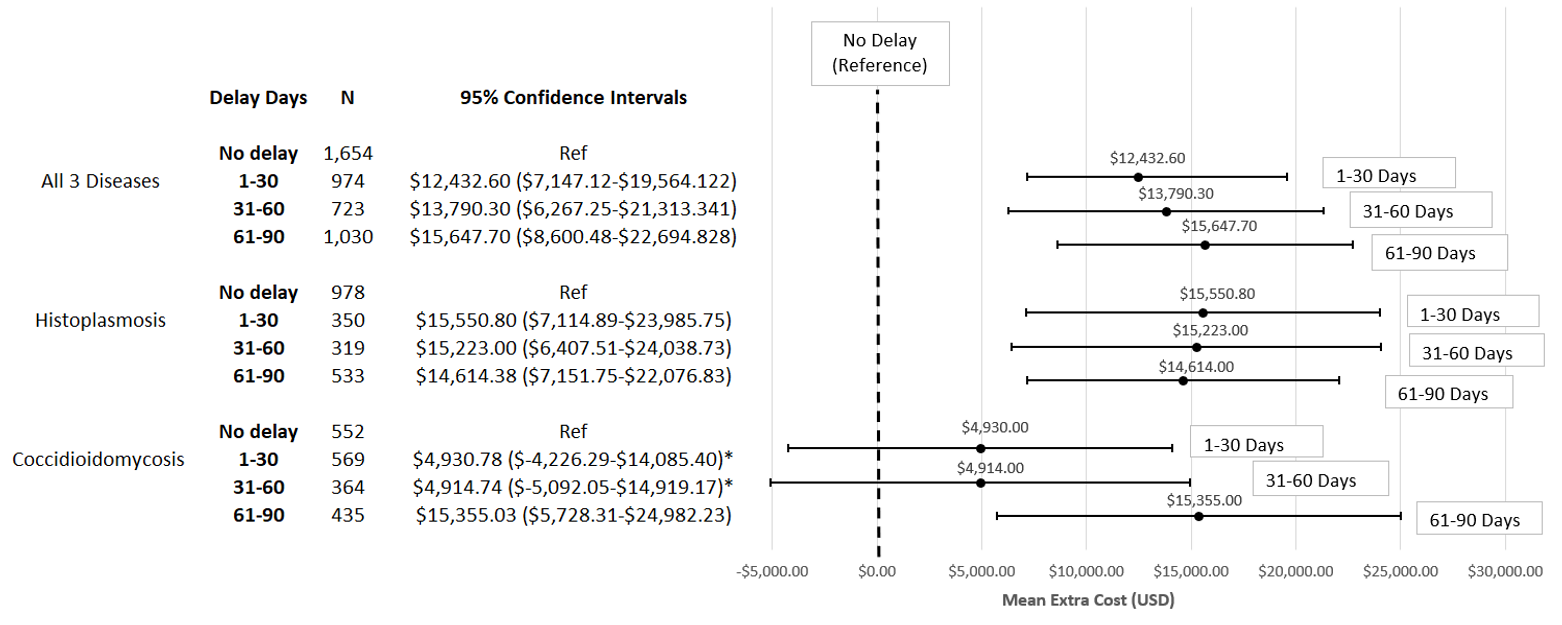 No Delay
(Reference)
Delay Days N 95% Confidence Intervals
No delay 1,654 Ref
All 3 Diseases 1-30 974 $12,432.60 ($7,147.12-$19,564.122)
31-60 723 $13,790.30 ($6,267.25-$21,313.341)
61-90 1,030 $15,647.70 ($8,600.48-$22,694.828)
$12,432.60
1-30 Days
$13,790.30
31-60 Days
$15,647.70
61-90 Days
No delay 978 Ref
Histoplasmosis 1-30 350 $15,550.80 ($7,114.89-$23,985.75)
31-60 319 $15,223.00 ($6,407.51-$24,038.73)
61-90 533 $14,614.38 ($7,151.75-$22,076.83)
$15,550.80
1-30 Days
$15,223.00
31-60 Days
$14,614.00
61-90 Days
No delay 552 Ref
Coccidioidomycosis 1-30 569 $4,930.78 ($-4,226.29-$14,085.40)*
31-60 364 $4,914.74 ($-5,092.05-$14,919.17)*
61-90 435 $15,355.03 ($5,728.31-$24,982.23)
$4,930.00
1-30 Days
$4,914.00
31-60 Days
$15,355.00
61-90 Days
-$5,000.00 $0.00 $5,000.00 $10,000.00 $15,000.00 $20,000.00 $25,000.00 $30,000.00
Mean Extra Cost (USD)